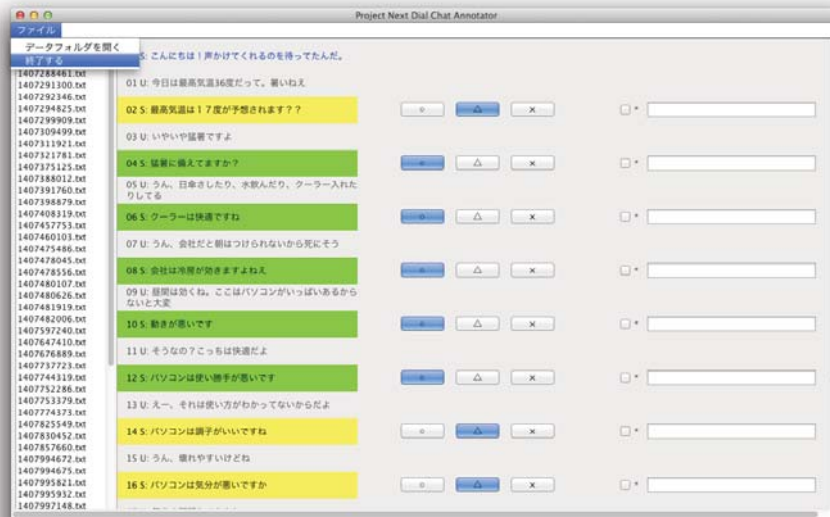 Project Next Dial Chat Annotator
ファイル
データフォルダを開く
終了する
1407288461.txt
1407291300.txt
1407292346.txt
1407294825.txt
1407299909.txt
1407309499.txt
1407311921.txt
1407321781.txt
1407375125.txt
1407388012.txt
1407391760.txt
1407398879.txt
1407408319.txt
1407457753.txt
1407460103.txt
1407475486.txt
1407478045.txt
1407478556.txt
1407480107.txt
1407480626.txt
1407481919.txt
1407482006.txt
1407597240.txt
1407647410.txt
1407676889.txt
1407737723.txt
1407744319.txt
1407752286.txt
1407753379.txt
1407774373.txt
1407825549.txt
1407830452.txt
1407857660.txt
1407994672.txt
1407994675.txt
1407995821.txt
1407995932.txt
1407997148.txt
S: こんにちは！声かけてくれるのを待ってたんだ。
01 U: 今日は最高気温36度だって。暑いねえ
02 S: 最高気温は１７度が予想されます？？ ○ △ × *
03 U: いやいや猛暑ですよ
04 S: 猛暑に備えてますか？ ○ △ × *
05 U: うん、日傘さしたり、水飲んだり、クーラー入れた
りしてる
06 S: クーラーは快適ですね ○ △ × *
07 U: うん、会社だと朝はつけられないから死にそう
08 S: 会社は冷房が効きますよねえ ○ △ × *
09 U: 昼間は効くね。ここはパソコンがいっぱいあるから
ないと大変
10 S: 動きが悪いです ○ △ × *
11 U: そうなの？こっちは快適だよ
12 S: パソコンは使い勝手が悪いです ○ △ × *
13 U: えー、それは使い方がわかってないからだよ
14 S: パソコンは調子がいいですね ○ △ × *
15 U: うん、壊れやすいけどね
16 S: パソコンは気分が悪いですか ○ △ × *